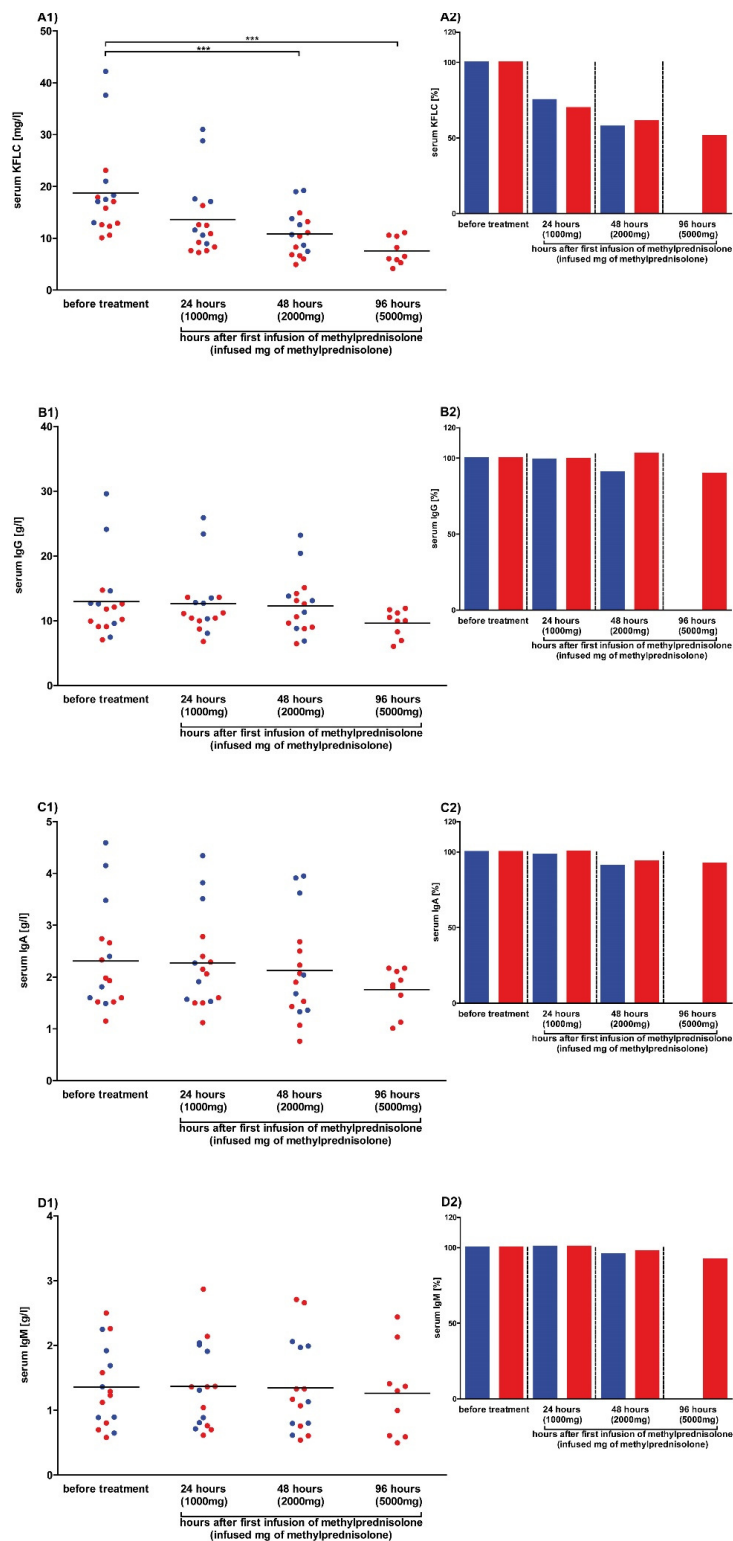 A1)
*** 
***
serum KFLC [mg/l]
50
40
30
20
10
0
before treatment
24 hours
(1000mg)
48 hours
(2000mg)
96 hours
(5000mg)
hours after first infusion of methylprednisolone
(infused mg of methylprednisolone)
A2)
serum KFLC [%]
120
100
50
0
before treatment
24 hours
(1000mg)
48 hours
(2000mg)
96 hours
(5000mg)
hours after first infusion of methylprednisolone
(infused mg of methylprednisolone)
B1)
serum IgG [g/l]
40
30
20
10
0
before treatment
24 hours
(1000mg)
48 hours
(2000mg)
96 hours
(5000mg)
hours after first infusion of methylprednisolone
(infused mg of methylprednisolone)
B2)
serum IgG [%]
120
100
50
0
before treatment
24 hours
(1000mg)
48 hours
(2000mg)
96 hours
(5000mg)
hours after first infusion of methylprednisolone
(infused mg of methylprednisolone)
C1)
serum IgA [g/l]
5
4
3
2
1
0
before treatment
24 hours
(1000mg)
48 hours
(2000mg)
96 hours
(5000mg)
hours after first infusion of methylprednisolone
(infused mg of methylprednisolone)
C2)
serum IgA [%]
120
100
50
0
before treatment
24 hours
(1000mg)
48 hours
(2000mg)
96 hours
(5000mg)
hours after first infusion of methylprednisolone
(infused mg of methylprednisolone)
D1)
serum IgM [g/l]
4
3
2
1
0
before treatment
24 hours
(1000mg)
48 hours
(2000mg)
96 hours
(5000mg)
hours after first infusion of methylprednisolone
(infused mg of methylprednisolone)
D2)
serum IgM [%]
120
100
50
0
before treatment
24 hours
(1000mg)
48 hours
(2000mg)
96 hours
(5000mg)
hours after first infusion of methylprednisolone
(infused mg of methylprednisolone)